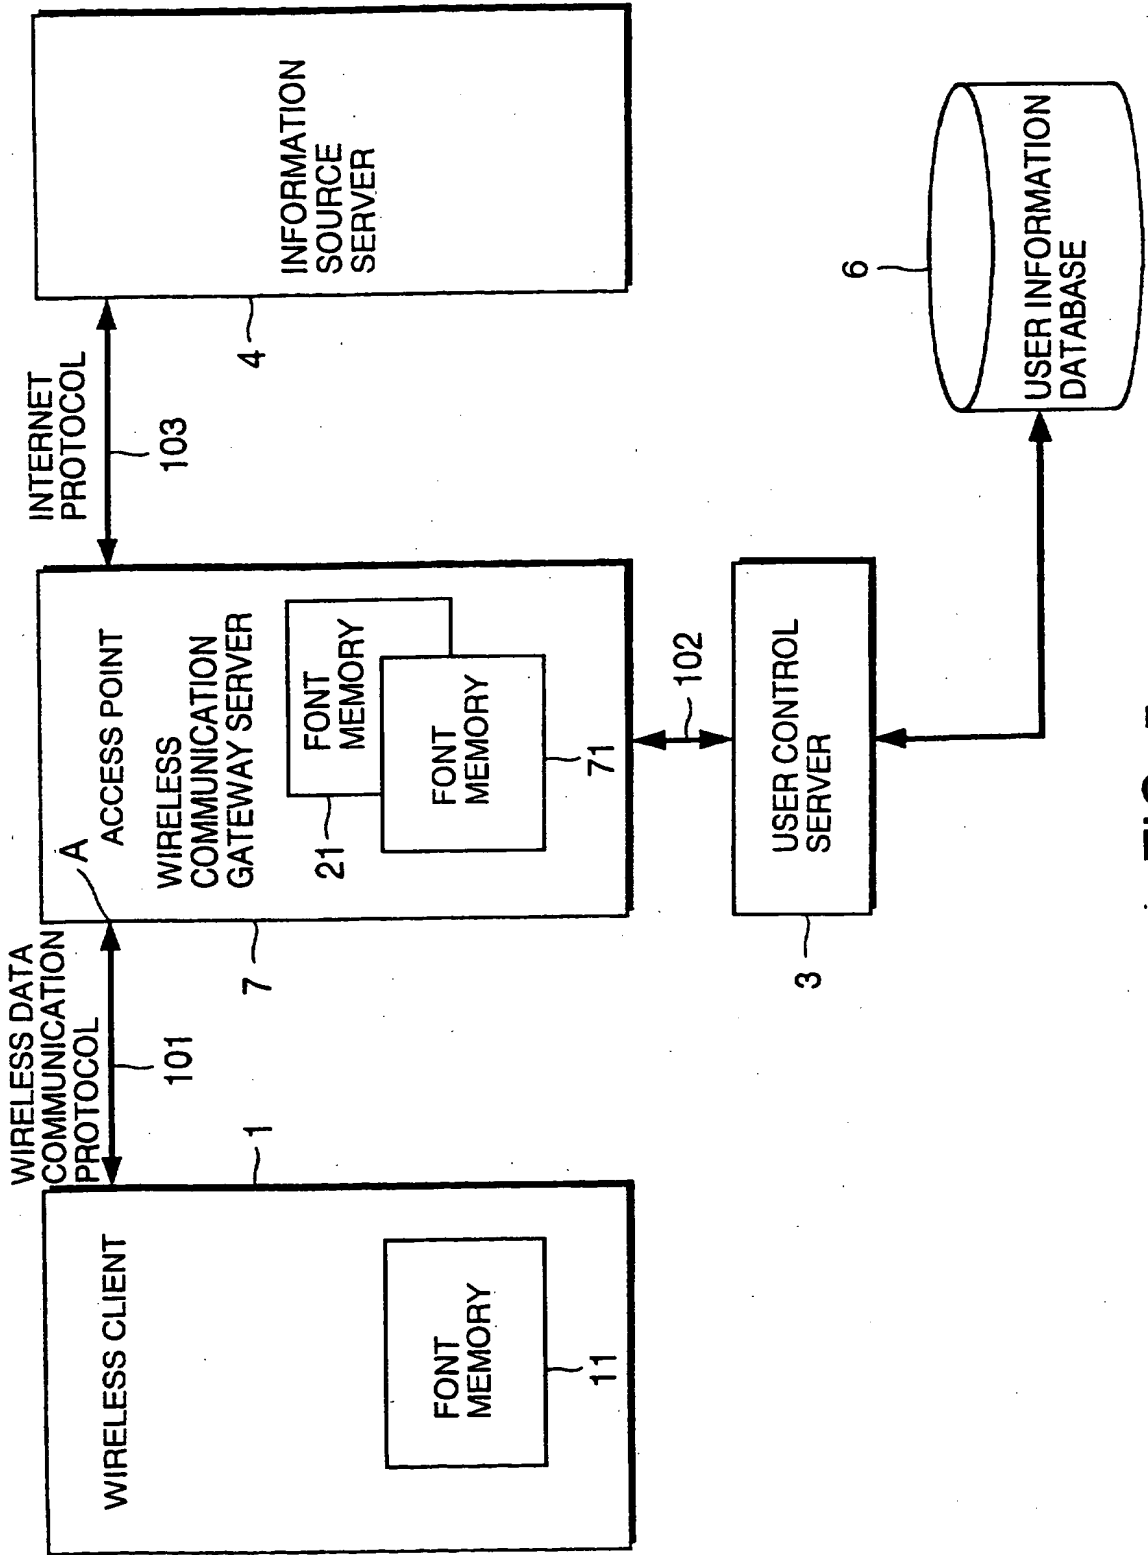 WIRELESS CLIENT
FONT
MEMORY
11
1
WIRELESS DATA
COMMUNICATION
PROTOCOL
101
A
ACCESS POINT
WIRELESS
COMMUNICATION
GATEWAY SERVER
7
FONT
MEMORY
21
FONT
MEMORY
71
INTERNET
PROTOCOL
103
INFORMATION
SOURCE
SERVER
4
102
USER CONTROL
SERVER
3
6
USER INFORMATION
DATABASE